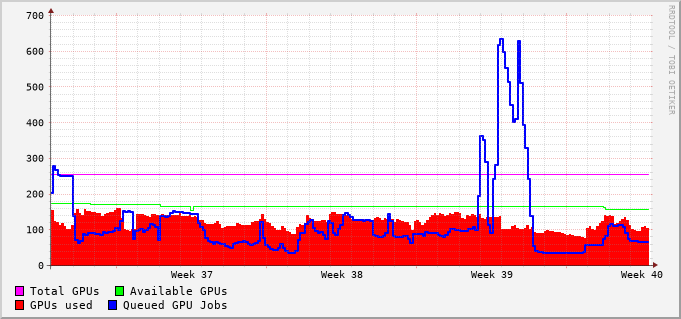 700
600
500
400
300
200
100
0
Week 37 Week 38 Week 39 Week 40
Total GPUs Available GPUs
GPUs used Queued GPU Jobs
RRDTOOL / TOBI OETIKER